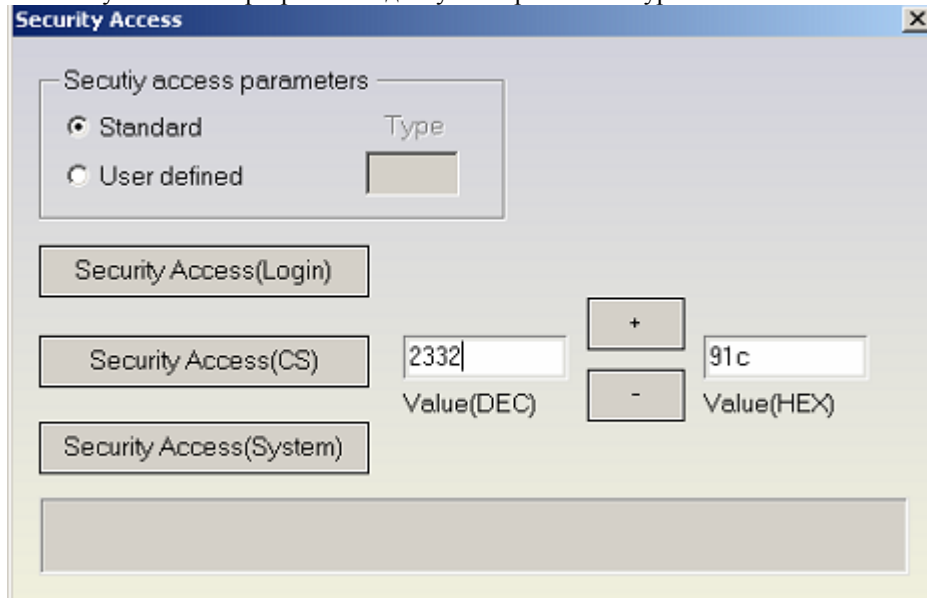 Security Access
Secutiy access parameters
Standard Type
User defined
Security Access(Login)
+
Security Access(CS) 2332 91c
-
Value(DEC) Value(HEX)
Security Access(System)